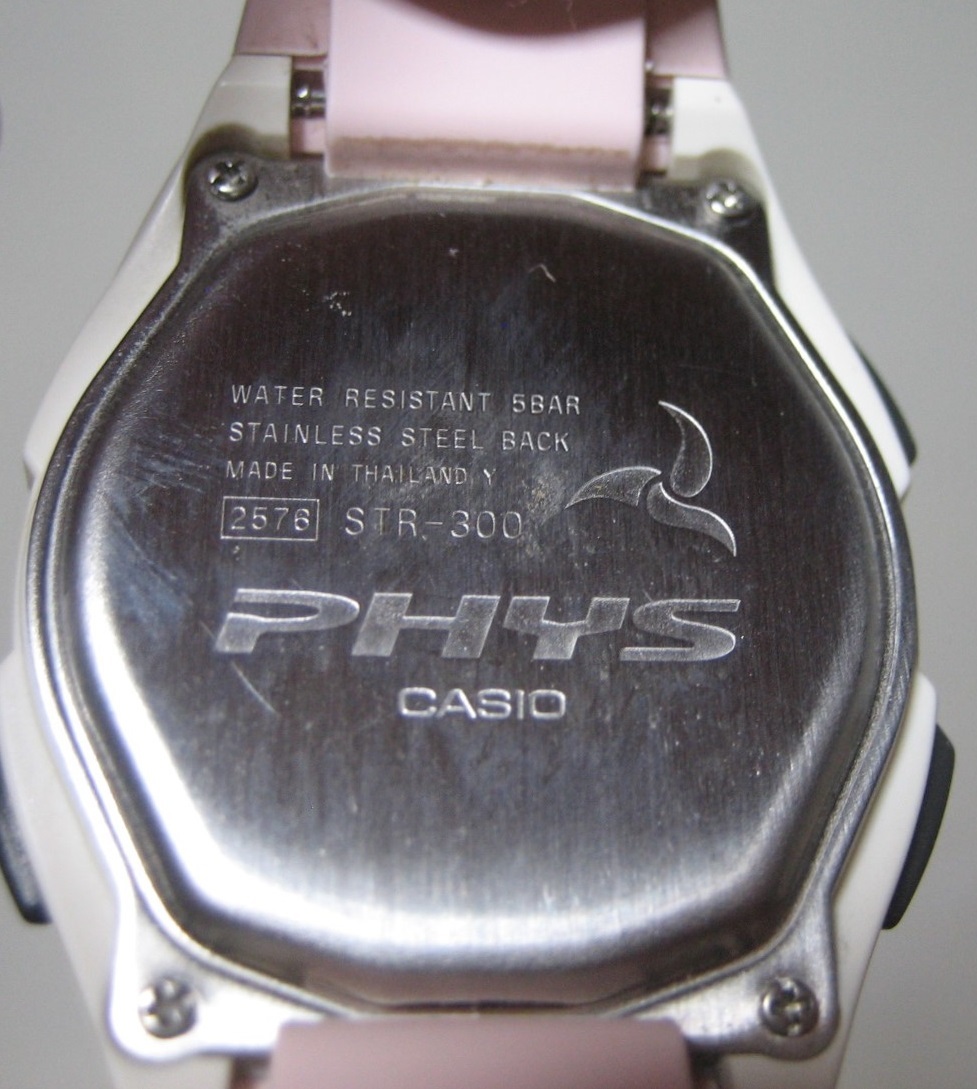 WATER RESISTANT 5BAR
STAINLESS STEEL BACK
MADE IN THAILAND Y
2576 STR-300
PHYS
CASIO